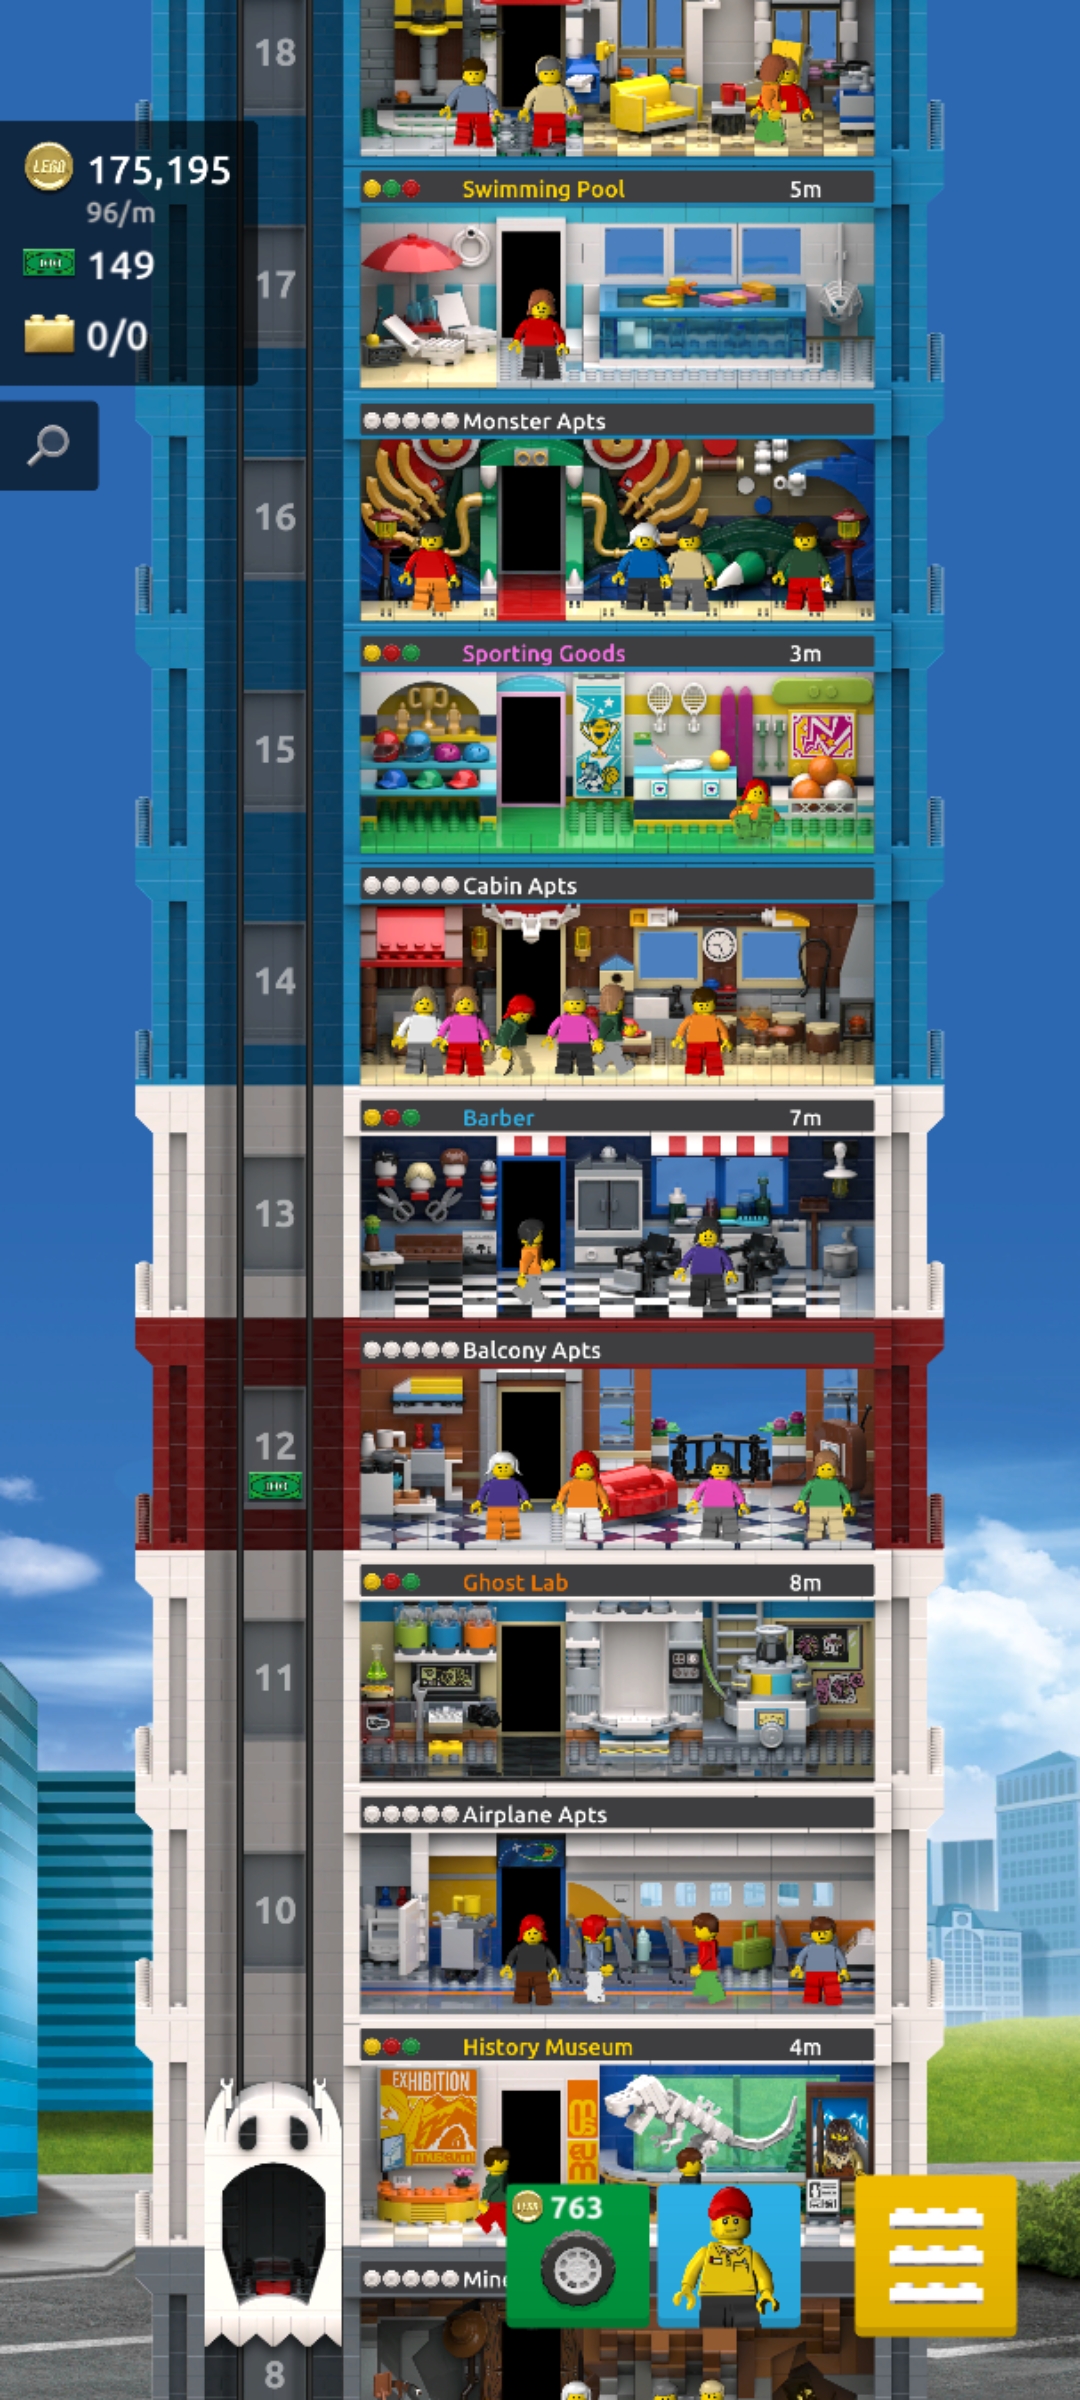 18
LEGO 175,195
96/m
149
0/0
Swimming Pool 5m
17
Monster Apts
16
Sporting Goods 3m
15
N
Cabin Apts
14
Barber 7m
13
Balcony Apts
12
Ghost Lab 8m
11
Airplane Apts
10
History Museum 4m
EXHIBITION
museum
MUSEUM
763
Mine
8